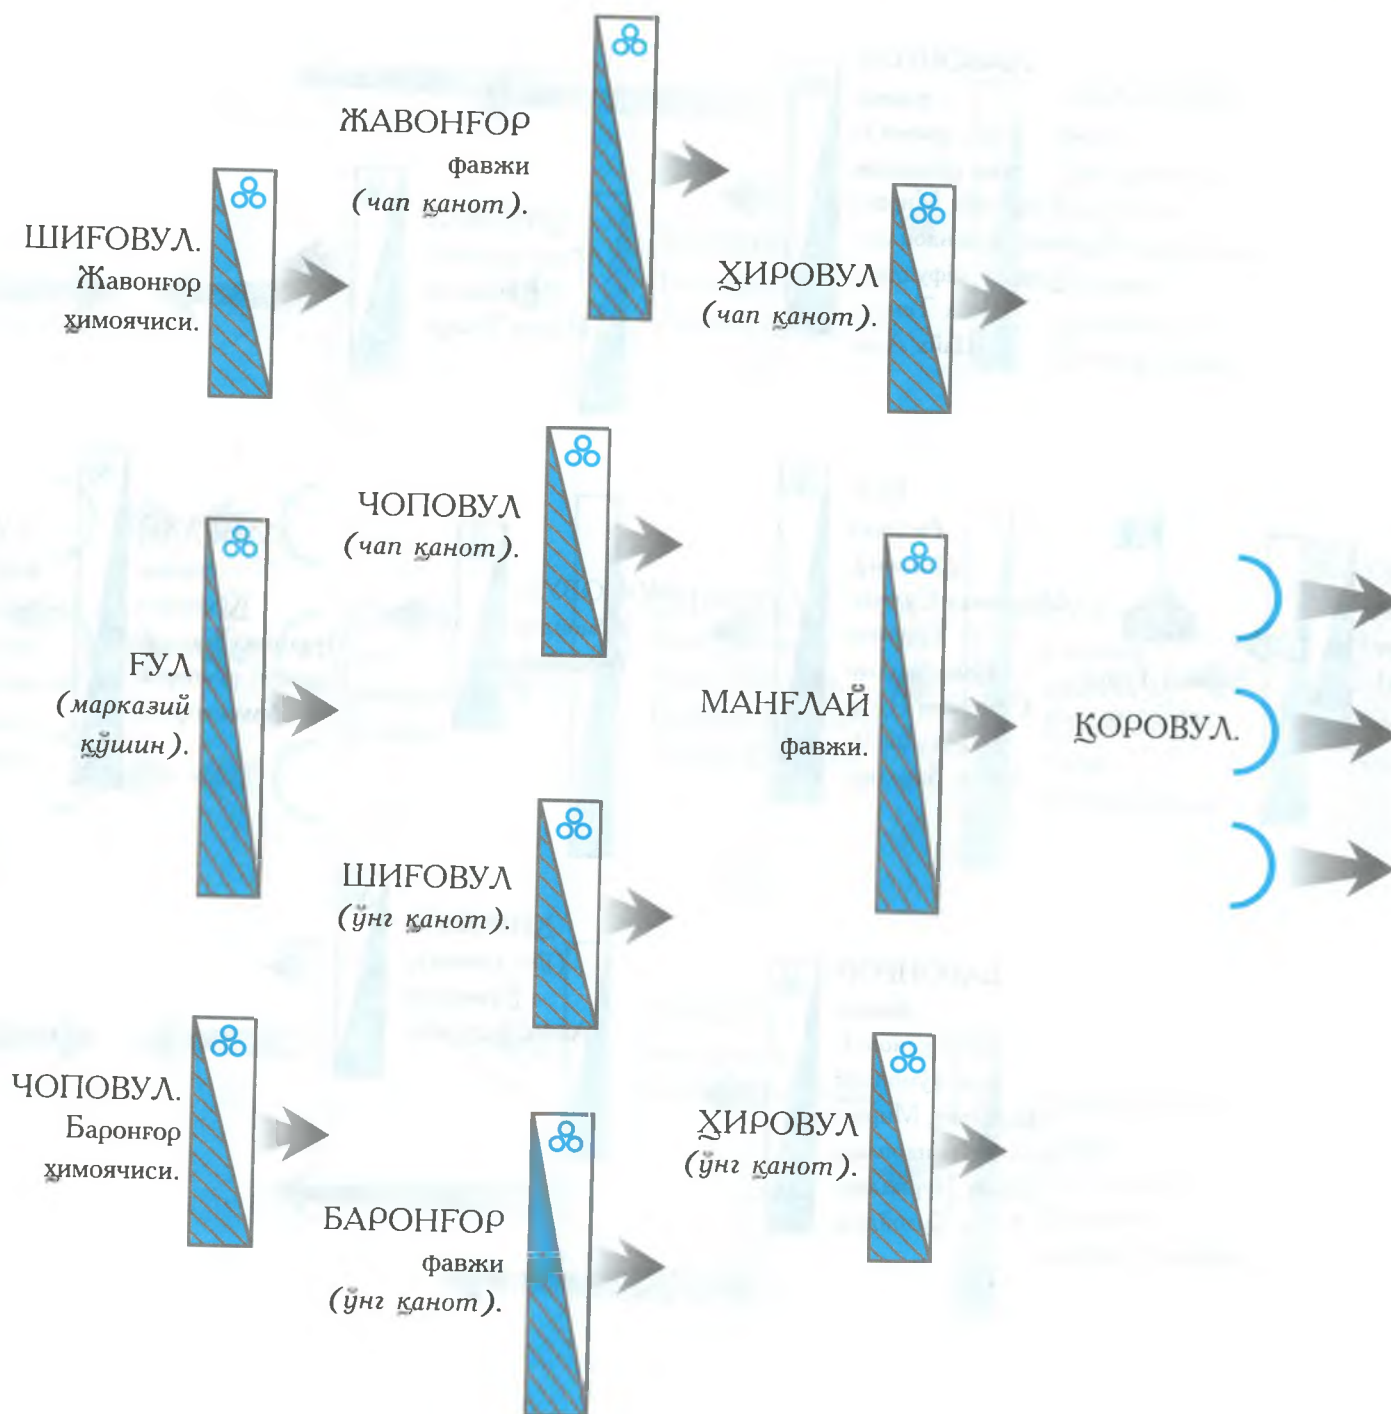 ЖАВОНҒОР
фавжи
(чап қанот).
ШИҒОВУЛ.
Жавонғор
ҳимоячиси.
ҲИРОВУЛ
(чап қанот).
ЧОПОВУЛ
(чап қанот).
ҒУЛ
(марказий
қўшин).
МАНҒЛАЙ
фавжи.
ҚОРОВУЛ.
ШИҒОВУЛ
(ўнг қанот).
ЧОПОВУЛ.
Баронғор
ҳимоячиси.
ҲИРОВУЛ
(ўнг қанот).
БАРОНҒОР
фавжи
(ўнг қанот).